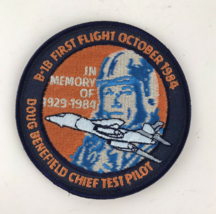 B-1B FIRST FLIGHT OCTOBER 1984
IN
MEMORY
OF
1929-1984
DOUG BENEFIELD CHIEF TEST PILOT